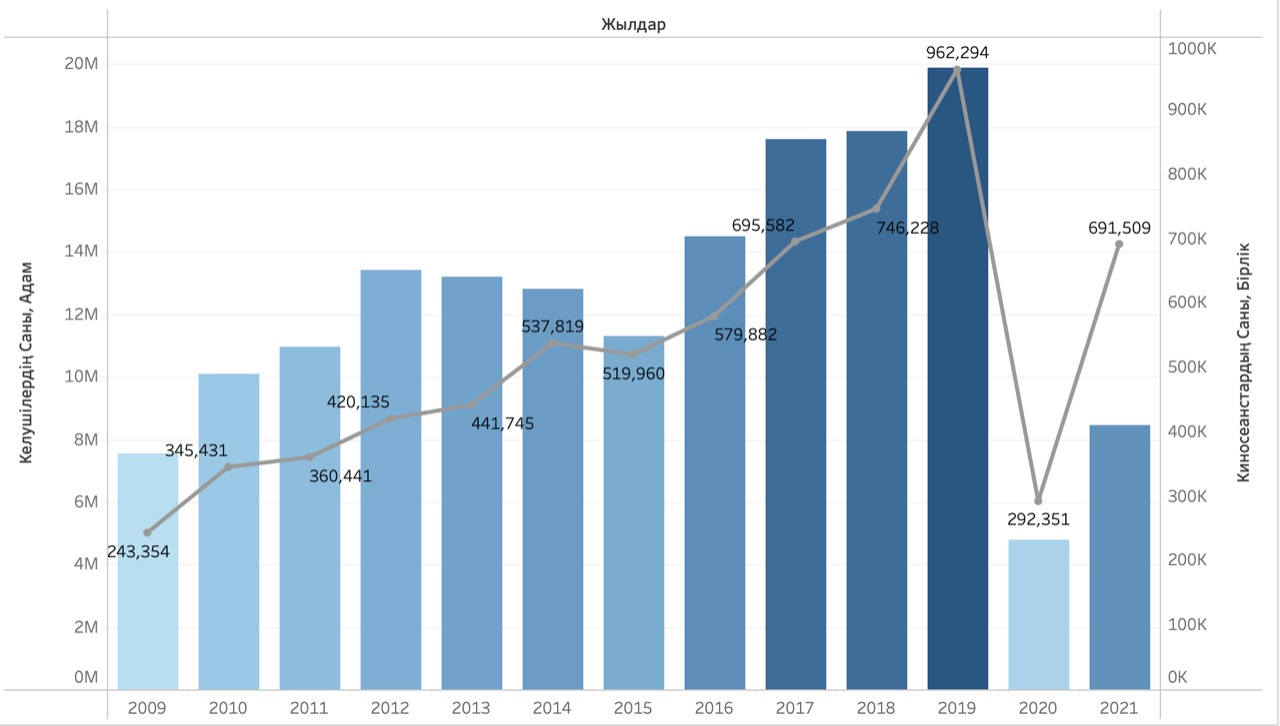 Жылдар
Келушілердің Саны, Адам
20M
18M
16M
14M
12M
10M
8M
6M
4M
2M
0M
243,354
345,431
360,441
420,135
441,745
537,819
519,960
579,882
695,582
746,228
962,294
292,351
691,509
1000K
900K
800K
700K
600K
500K
400K
300K
200K
100K
0K
Киносеанстардың Саны, Бірлік
2009 2010 2011 2012 2013 2014 2015 2016 2017 2018 2019 2020 2021